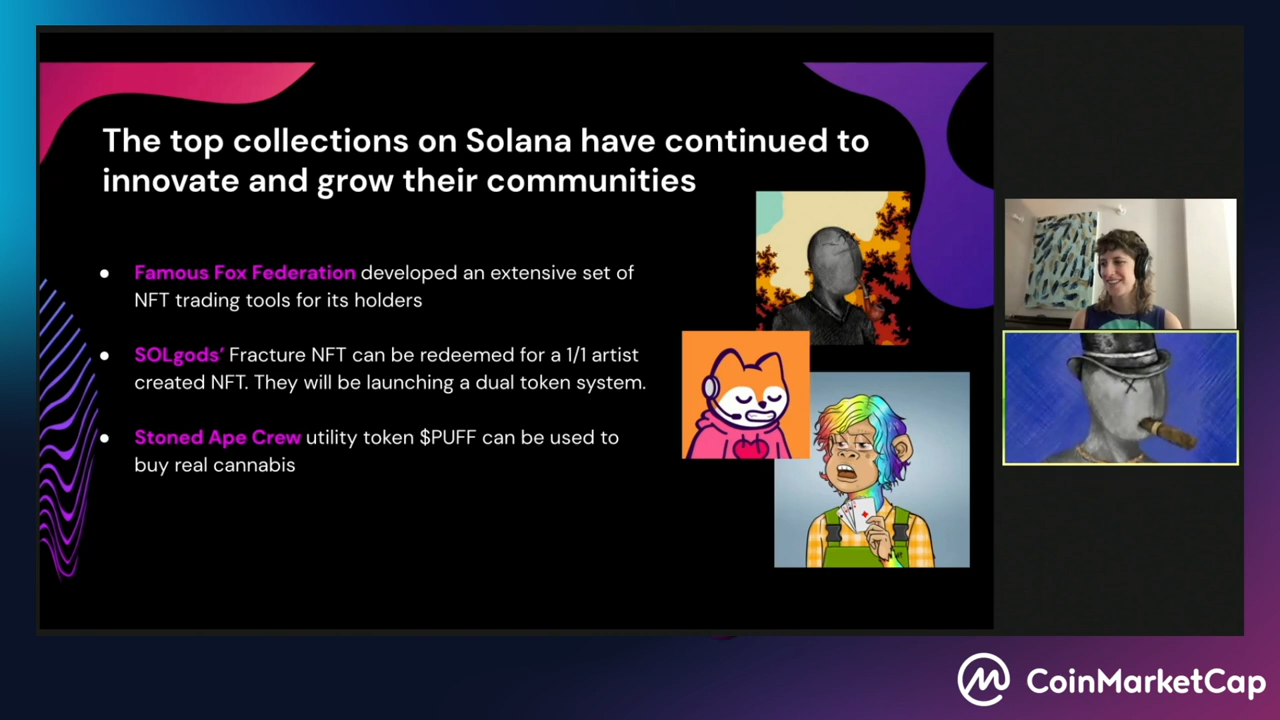 The top collections on Solana have continued to
innovate and grow their communities
● Famous Fox Federation developed an extensive set of
NFT trading tools for its holders
● SOLgods’ Fracture NFT can be redeemed for a 1/1 artist
created NFT. They will be launching a dual token system.
● Stoned Ape Crew utility token $PUFF can be used to
buy real cannabis
CoinMarketCap